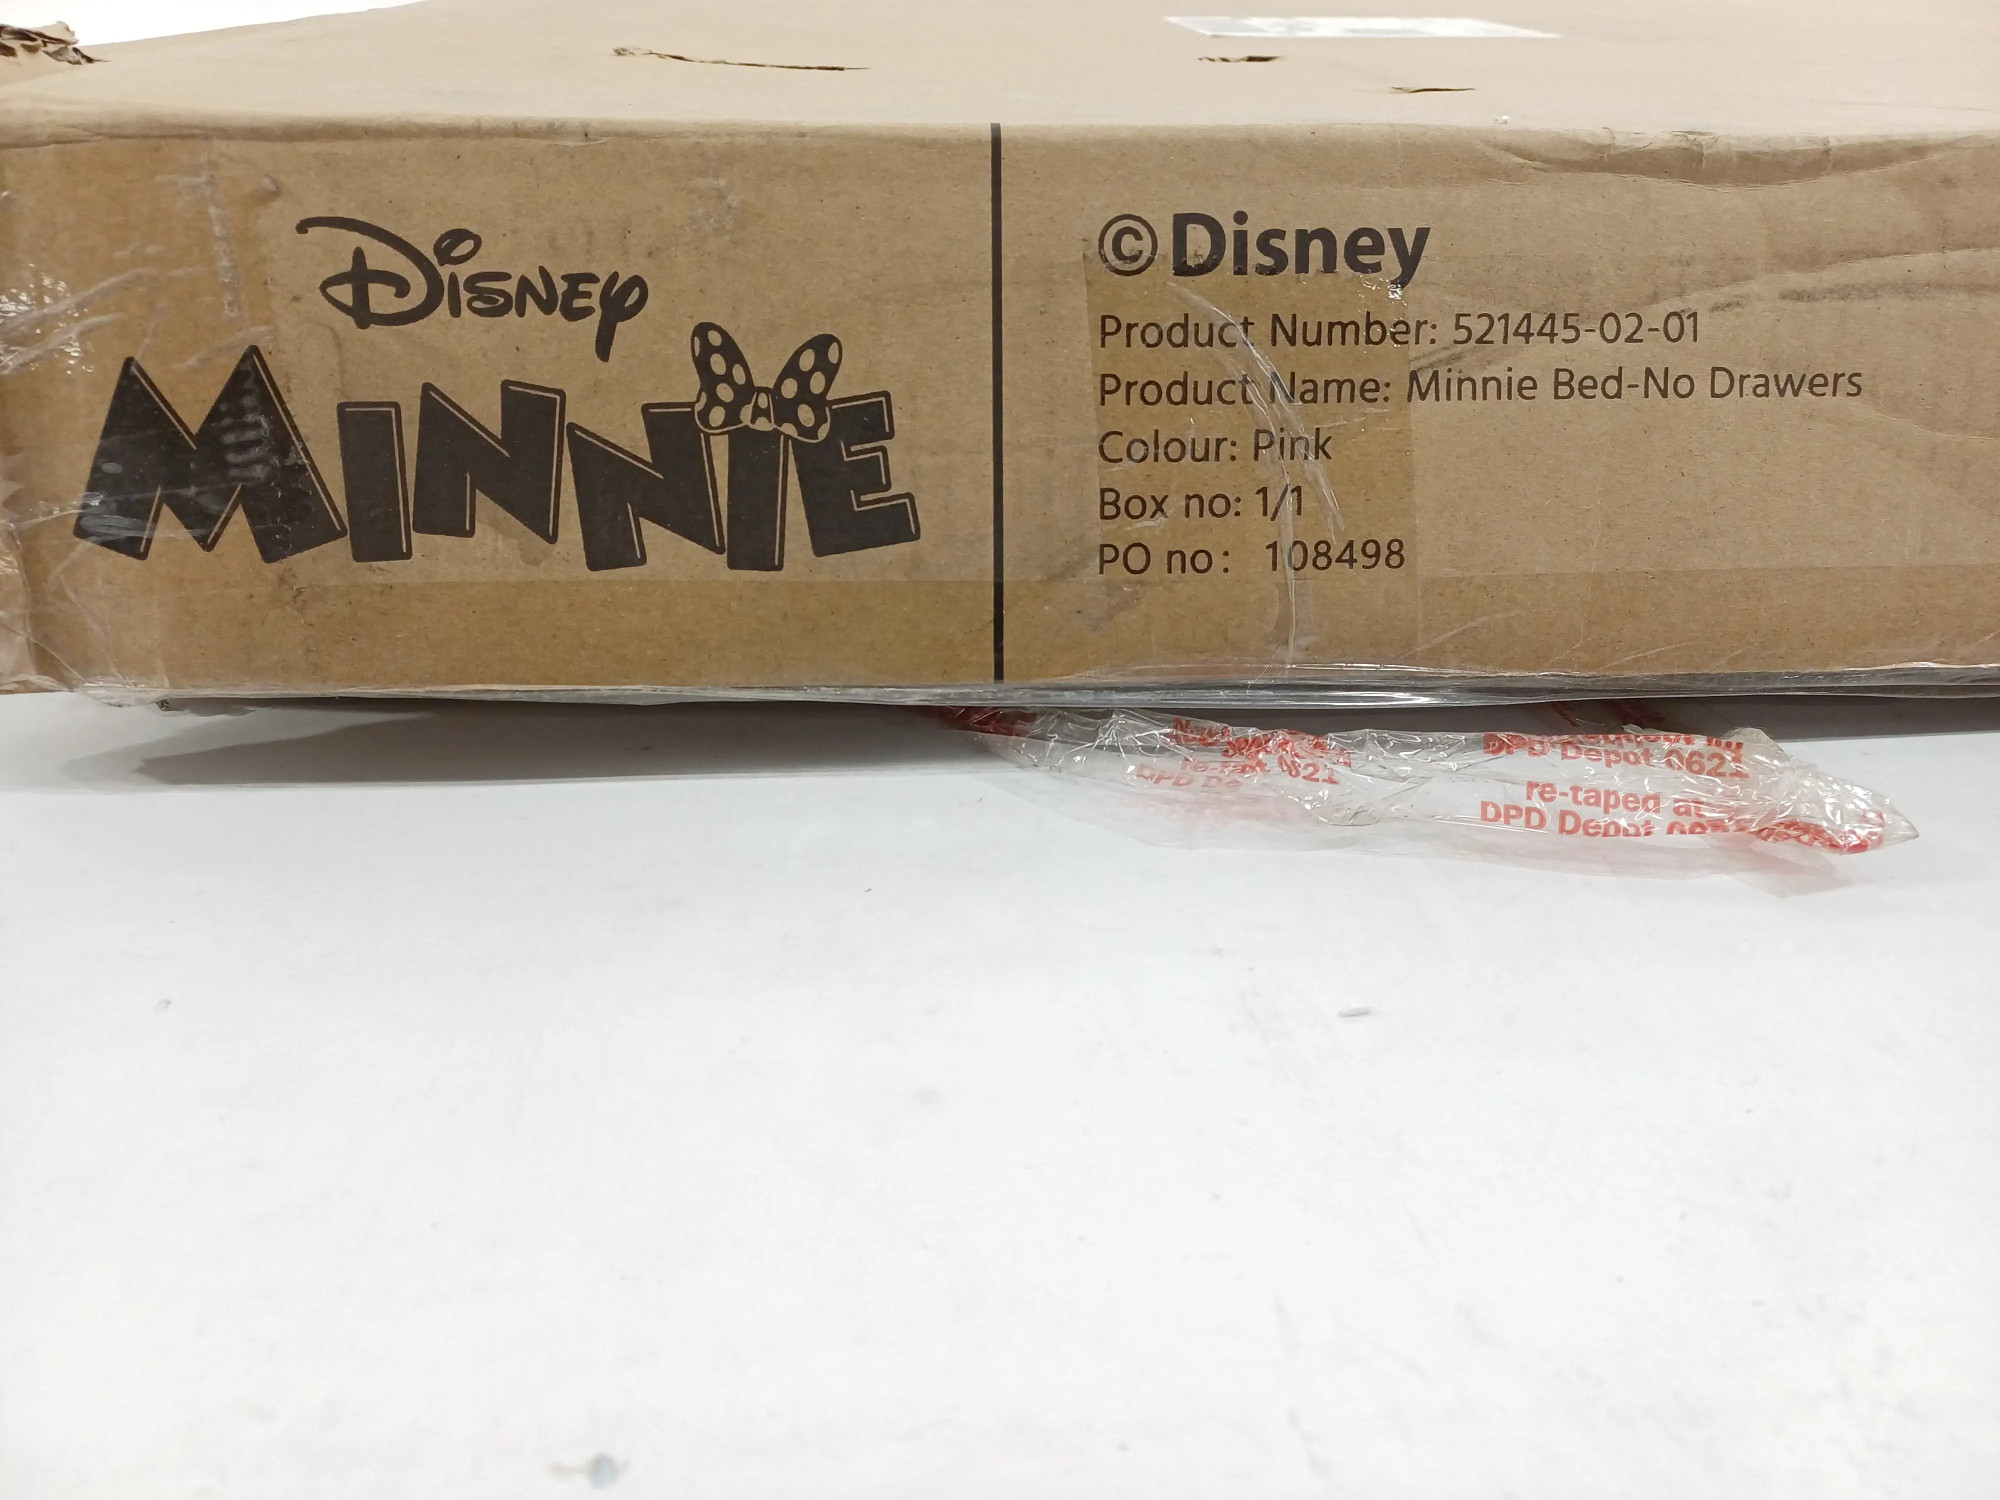 Disney
MINNIE
©Disney
Product Number: 521445-02-01
Product Name: Minnie Bed-No Drawers
Colour: Pink
Box no: 1/1
PO no: 108498
DPD Depot 0621
re-taped at
DPD Depot